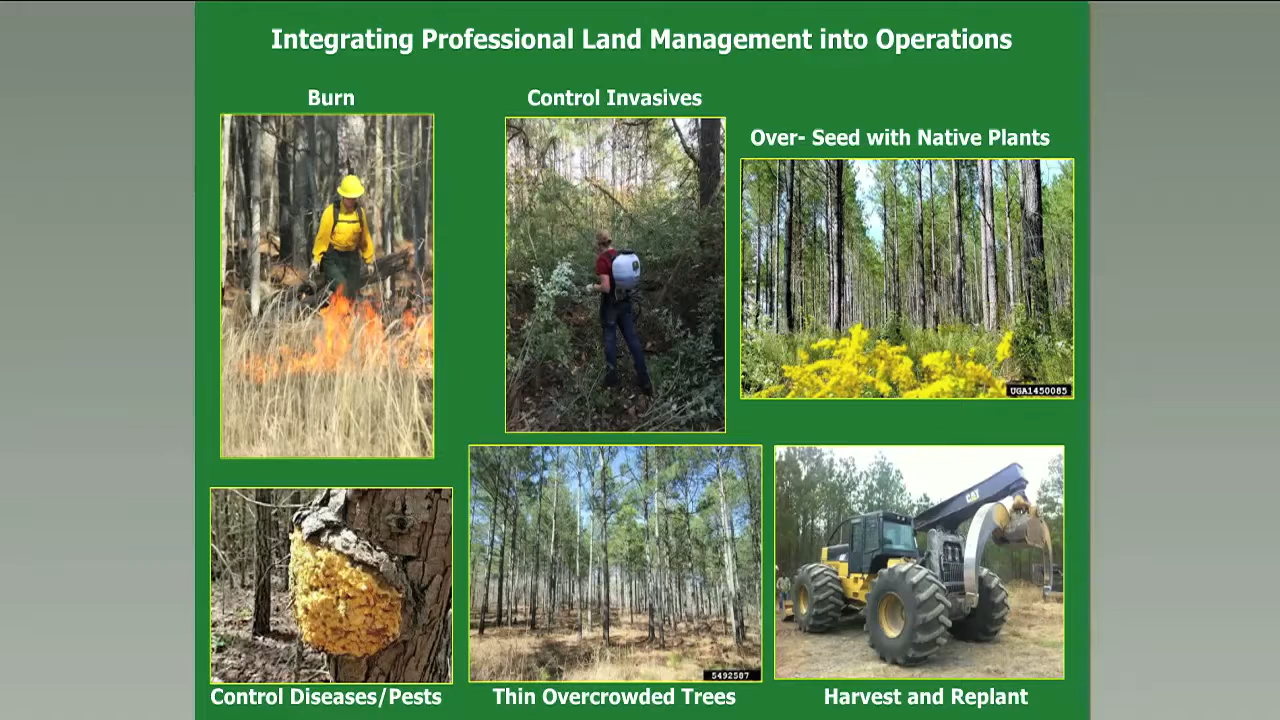 Integrating Professional Land Management into Operations
Burn
Control Invasives
Over- Seed with Native Plants
UGA1450085
CAT
5492587
Control Diseases/Pests
Thin Overcrowded Trees
Harvest and Replant